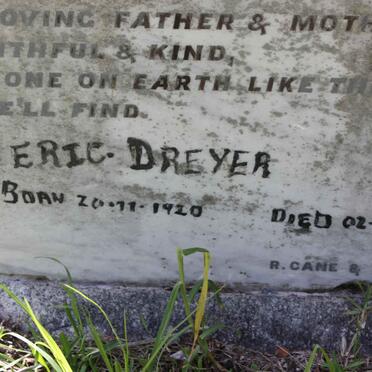 OVING FATHER & MOTH
ITHFUL & KIND,
ONE ON EARTH LIKE TH
E'LL FIND.
ERIC. DREYER
BORN 20-11-1920 DIED 02-
R. CANE &